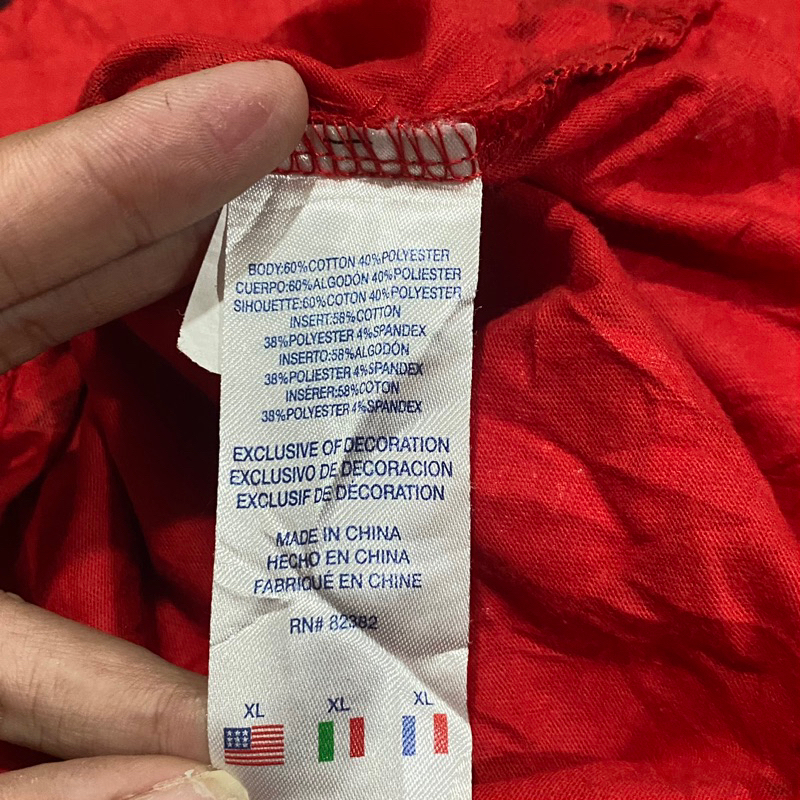 BODY:60%COTTON 40%POLYESTER
CUERPO:60%ALGODÓN 40%POLIESTER
SIHOUETTE:60%COTON 40%POLYESTER
INSERT:58%COTTON
38%POLYESTER 4%SPANDEX
INSERTO:58%ALGODÓN
38%POLIESTER 4%SPANDEX
INSÉRER:58%COTON
38%POLYESTER 4%SPANDEX
EXCLUSIVE OF DECORATION
EXCLUSIVO DE DECORACION
EXCLUSIF DE DECORATION
MADE IN CHINA
HECHO EN CHINA
FABRIQUÉ EN CHINE
RN# 82382
XL XL XL